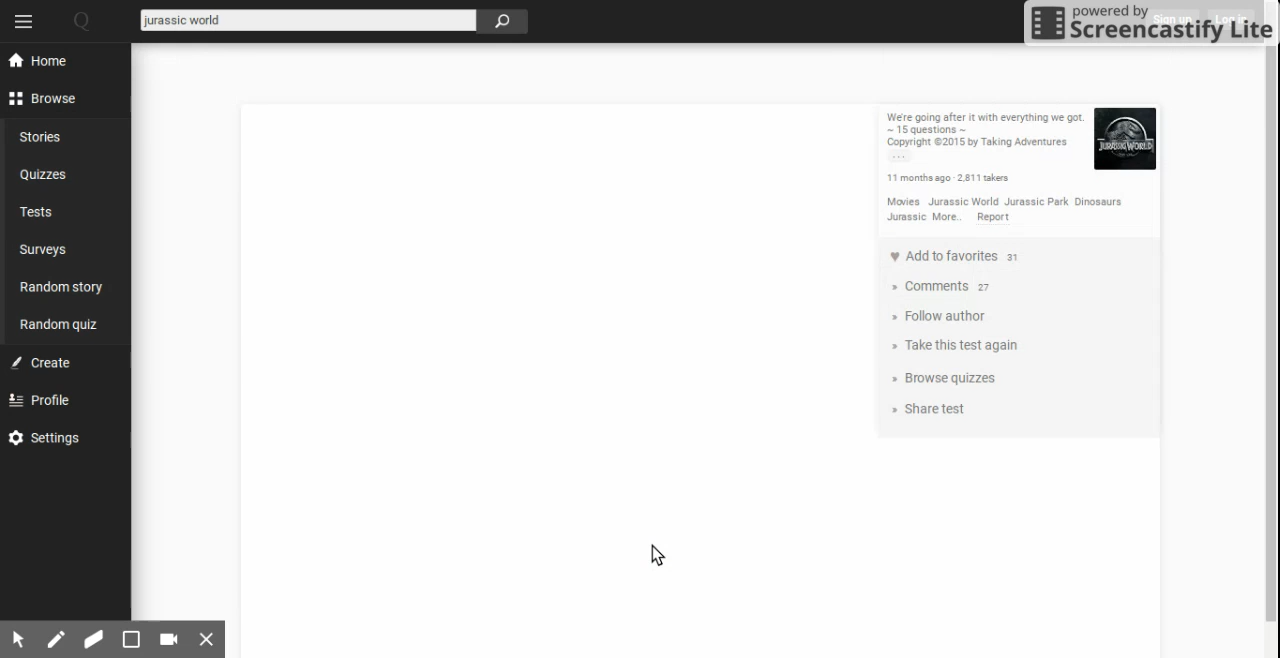 Q
jurassic world
powered by
Screencastify Lite
Sign up
Home
Browse
Stories
Quizzes
Tests
Surveys
Random story
Random quiz
Create
Profile
Settings
We're going after it with everything we got.
~ 15 questions ~
Copyright ©2015 by Taking Adventures
...
JURASSIC WORLD
11 months ago · 2,811 takers
Movies Jurassic World Jurassic Park Dinosaurs
Jurassic More.. Report
Add to favorites 31
» Comments 27
» Follow author
» Take this test again
» Browse quizzes
» Share test